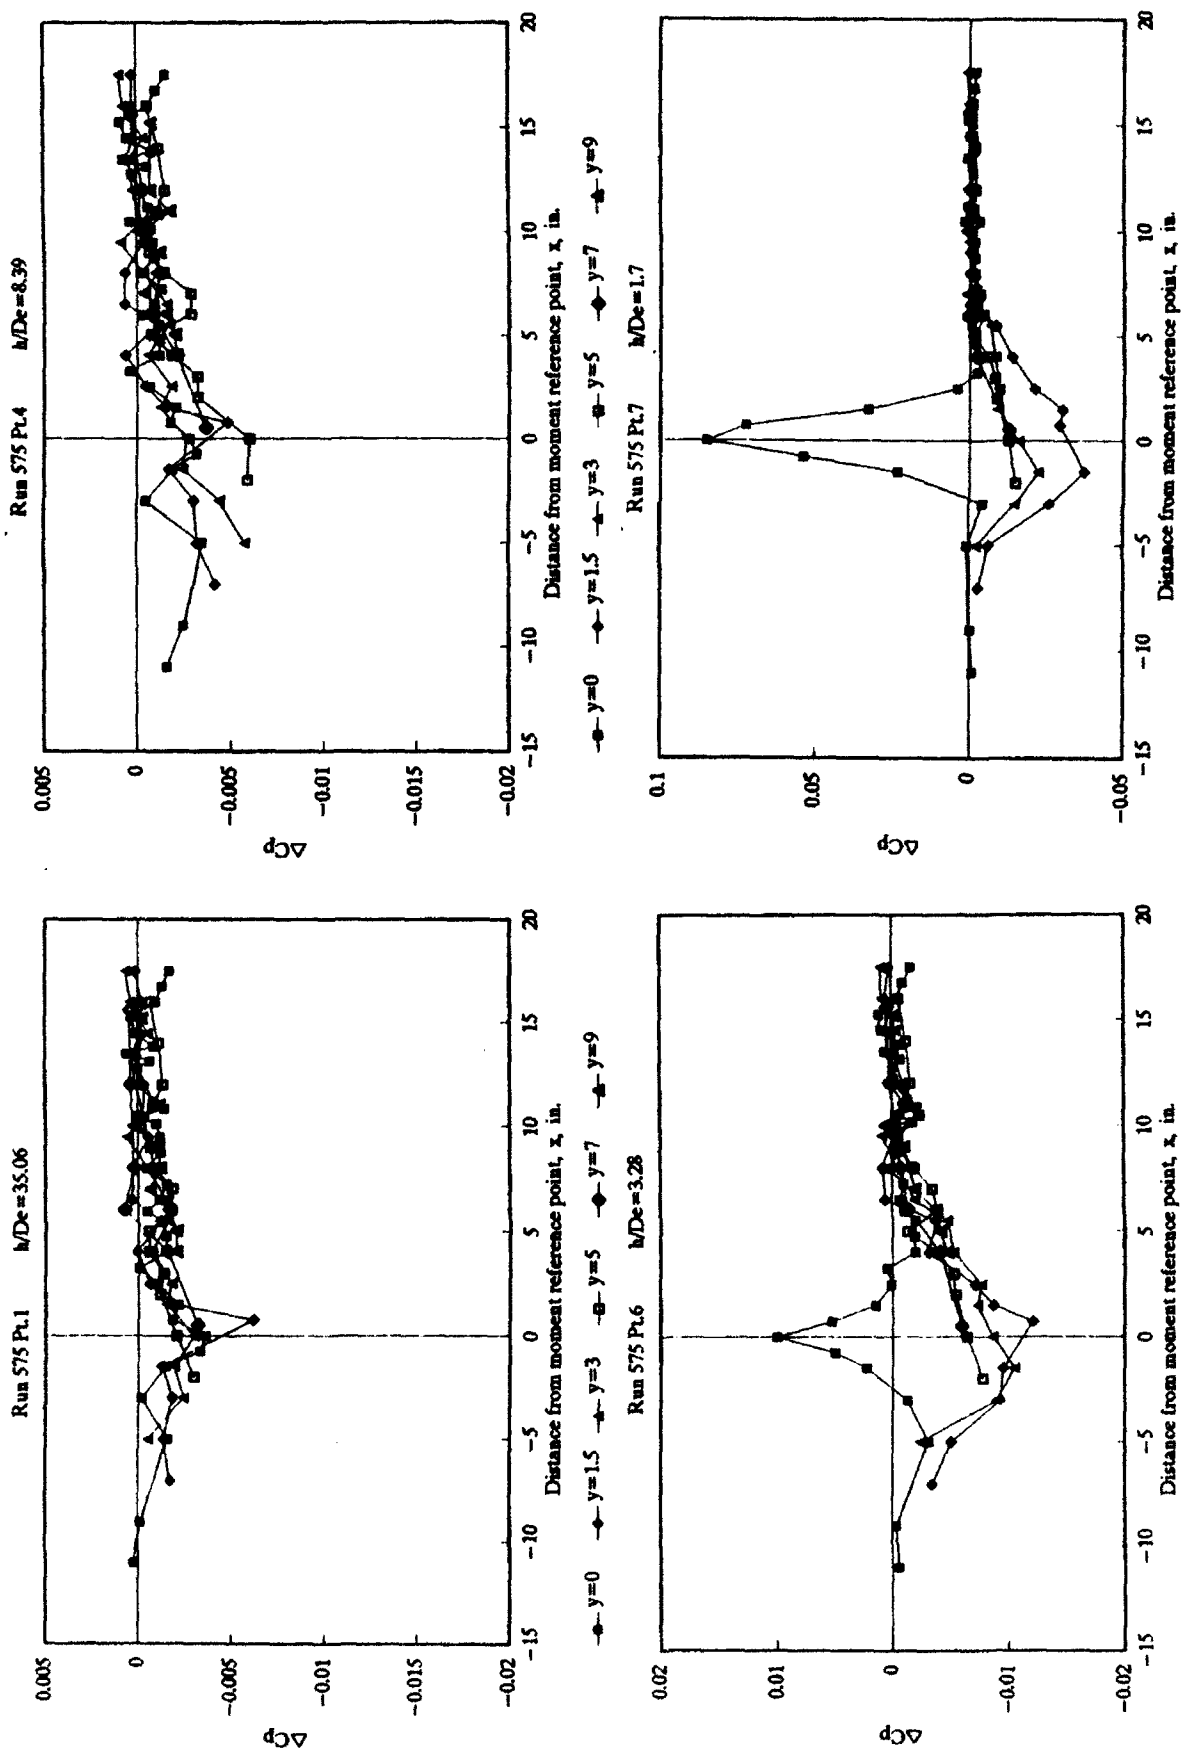 Run 575 Pt.1 h/De=35.06
0.005
0
-0.005
-0.01
-0.015
-0.02
ΔCp
-15 -10 -5 0 5 10 15 20
Distance from moment reference point, x, in.
Run 575 Pt.4 h/De=8.39
0.005
0
-0.005
-0.01
-0.015
-0.02
ΔCp
-15 -10 -5 0 5 10 15 20
Distance from moment reference point, x, in.
y=0 y=1.5 y=3 y=5 y=7 y=9
y=0 y=1.5 y=3 y=5 y=7 y=9
Run 575 Pt.6 h/De=3.28
0.02
0.01
0
-0.01
-0.02
ΔCp
-15 -10 -5 0 5 10 15 20
Distance from moment reference point, x, in.
Run 575 Pt.7 h/De=1.7
0.1
0.05
0
-0.05
ΔCp
-15 -10 -5 0 5 10 15 20
Distance from moment reference point, x, in.